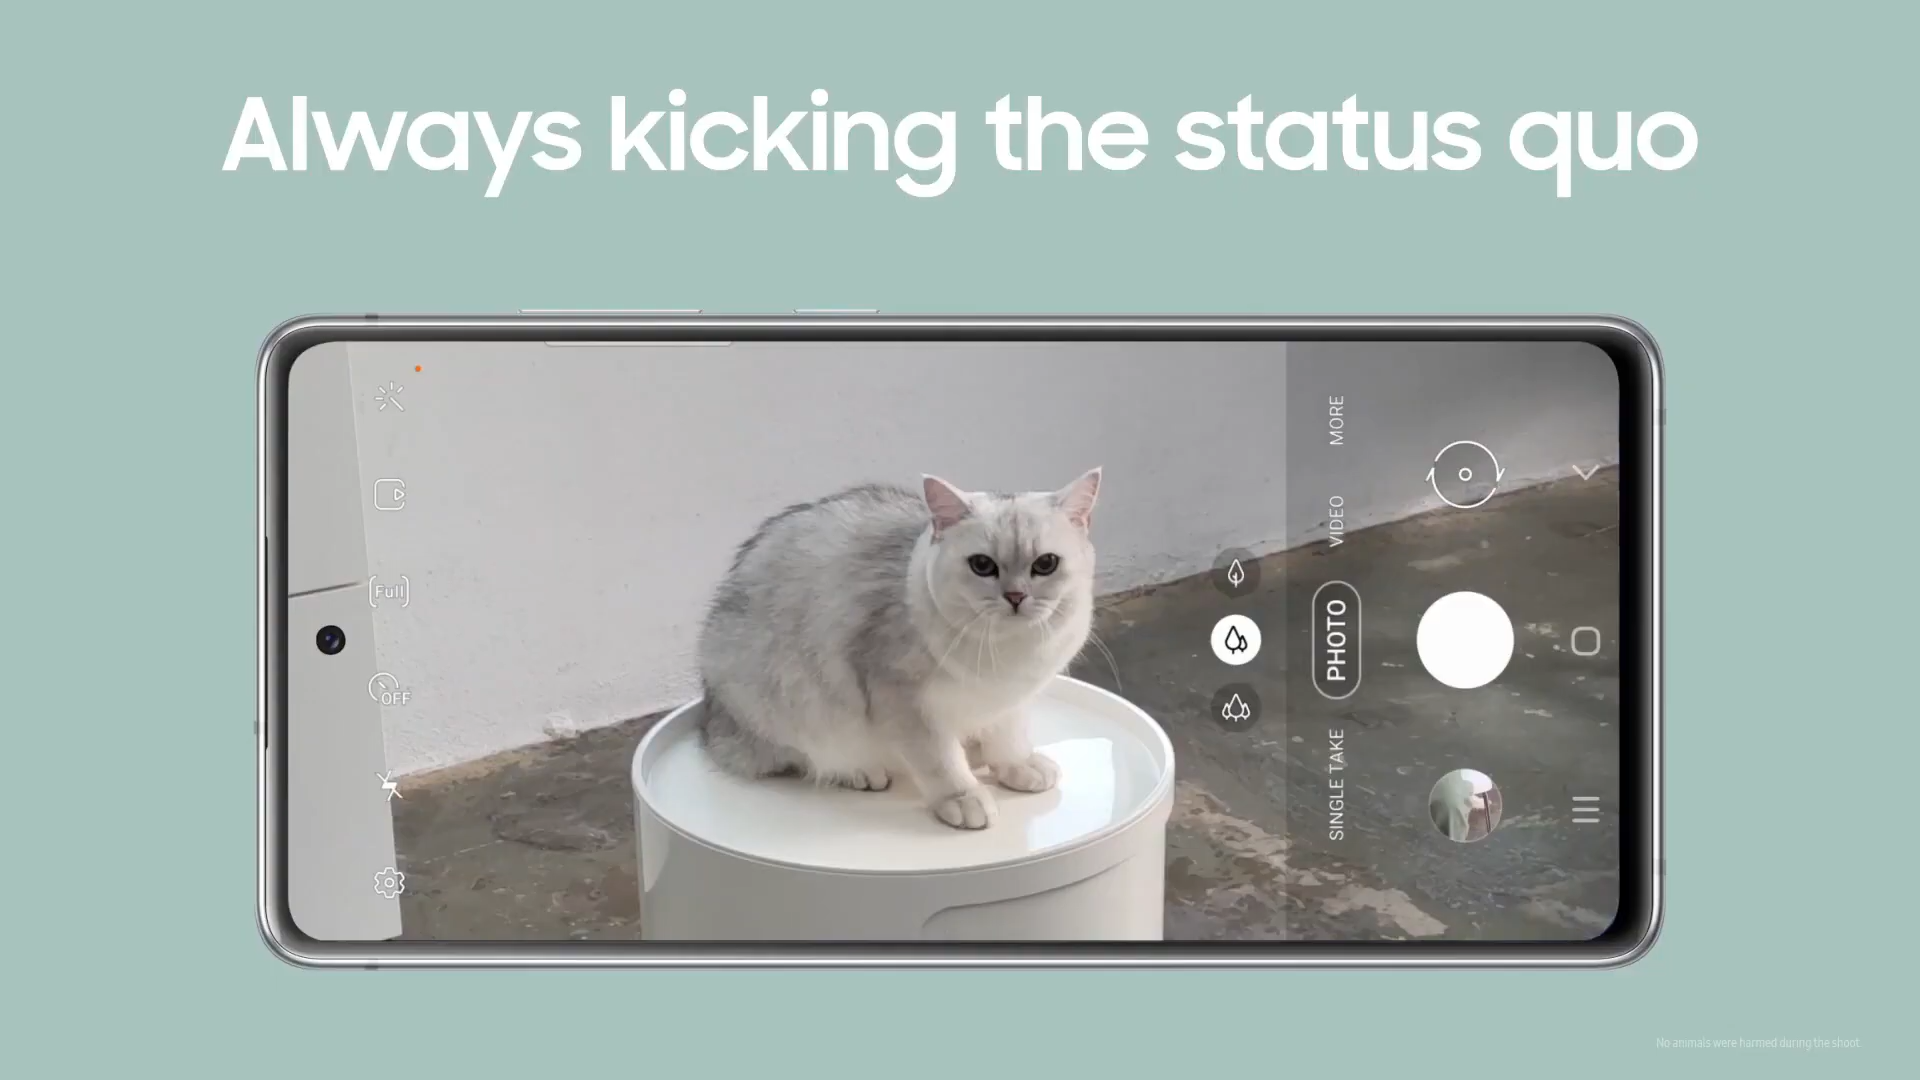 Always kicking the status quo
MORE
VIDEO
PHOTO
SINGLE TAKE
Full
OFF
No animals were harmed during the shoot